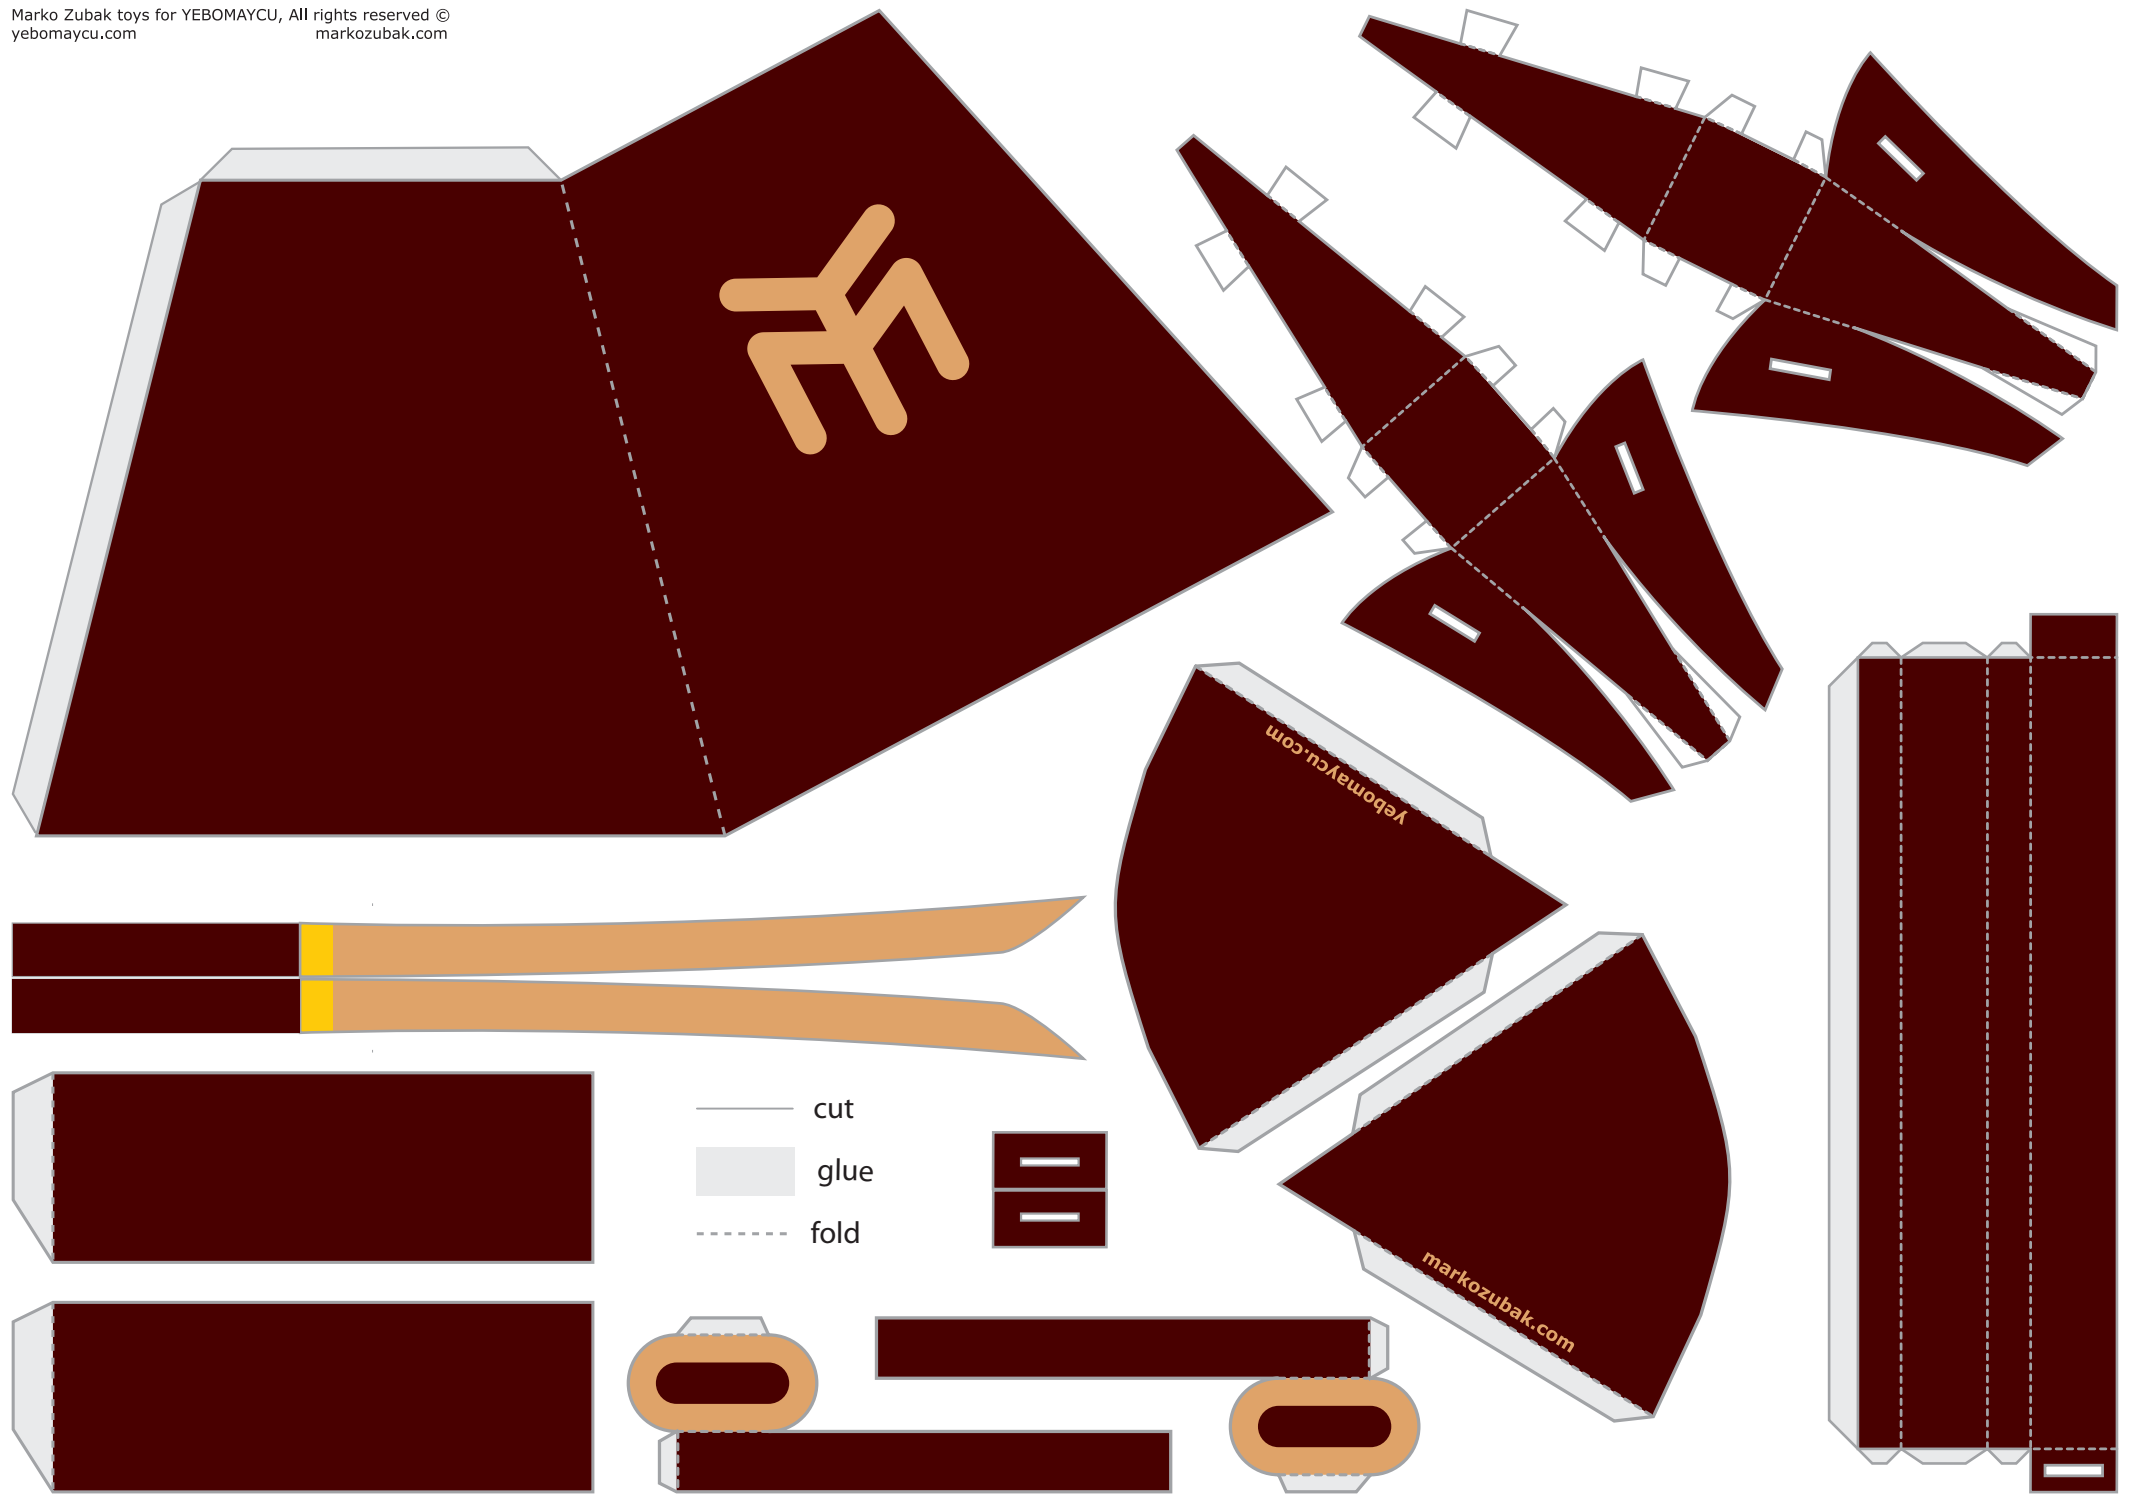 Marko Zubak toys for YEBOMAYCU, All rights reserved ©
yebomaycu.com markozubak.com
yebomaycu.com
cut
glue
fold
markozubak.com